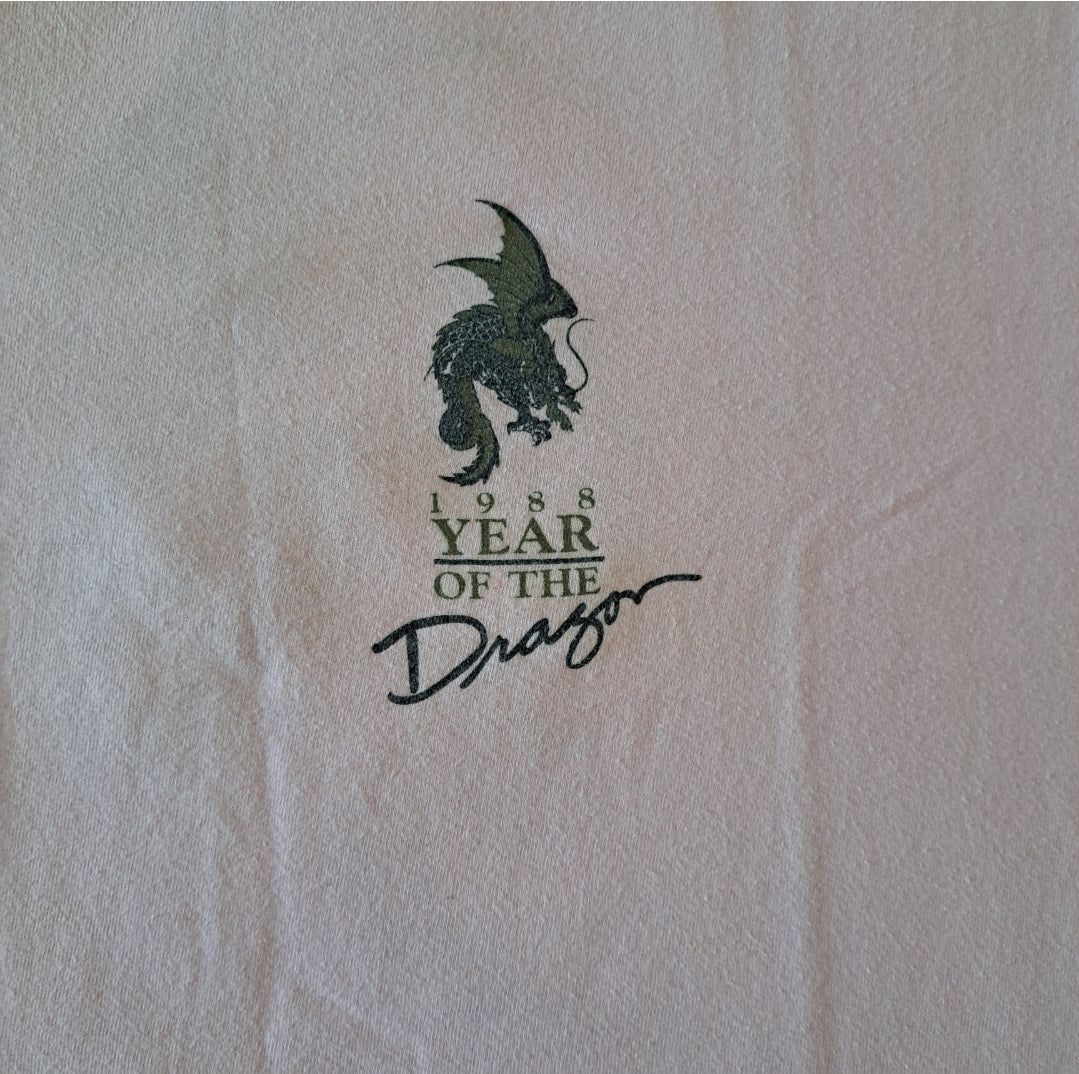 1988
YEAR
OF THE
Dragon